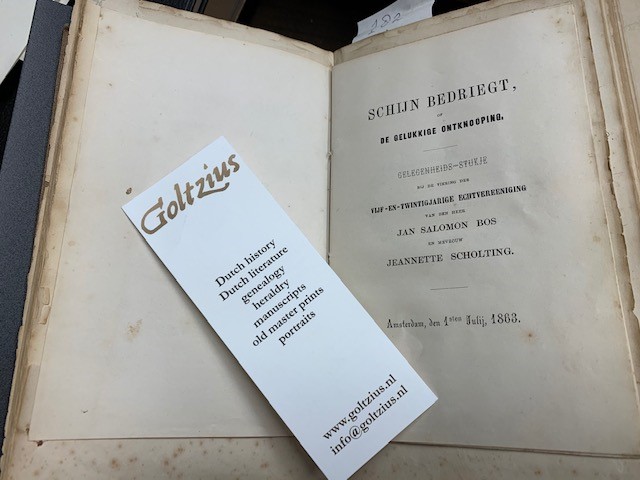 282
SCHIJN BEDRIEGT,
OF
DE GELUKKIGE ONTKNOOPING.
GELEGENHEIDS-STUKJE
BIJ DE VIERING DER
VIJF-EN-TWINTIGJARIGE ECHTVEREENIGING
VAN DEN HEER
JAN SALOMON BOS
EN MEVROUW
JEANNETTE SCHOLTING.
Amsterdam, den 1sten Julij, 1863.
Goltzius
Dutch history
Dutch literature
genealogy
heraldry
manuscripts
old master prints
portraits
www.goltzius.nl
info@goltzius.nl